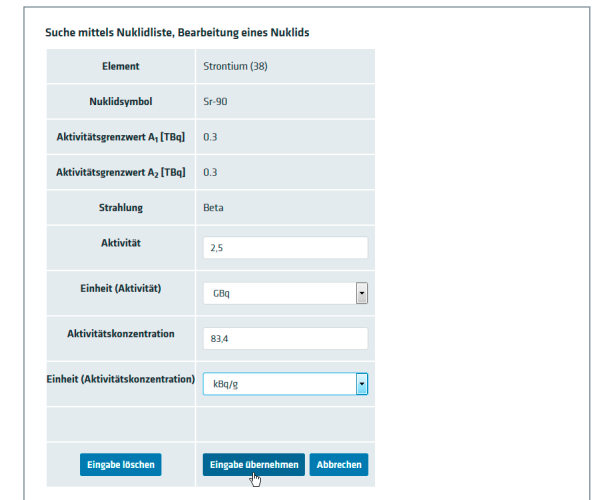 Suche mittels Nuklidliste, Bearbeitung eines Nuklids
Element Strontium (38)
Nuklidsymbol Sr-90
Aktivitätsgrenzwert A₁ [TBq] 0.3
Aktivitätsgrenzwert A₂ [TBq] 0.3
Strahlung Beta
Aktivität 2,5
Einheit (Aktivität) GBq
Aktivitätskonzentration 83,4
Einheit (Aktivitätskonzentration) kBq/g
Eingabe löschen Eingabe übernehmen Abbrechen